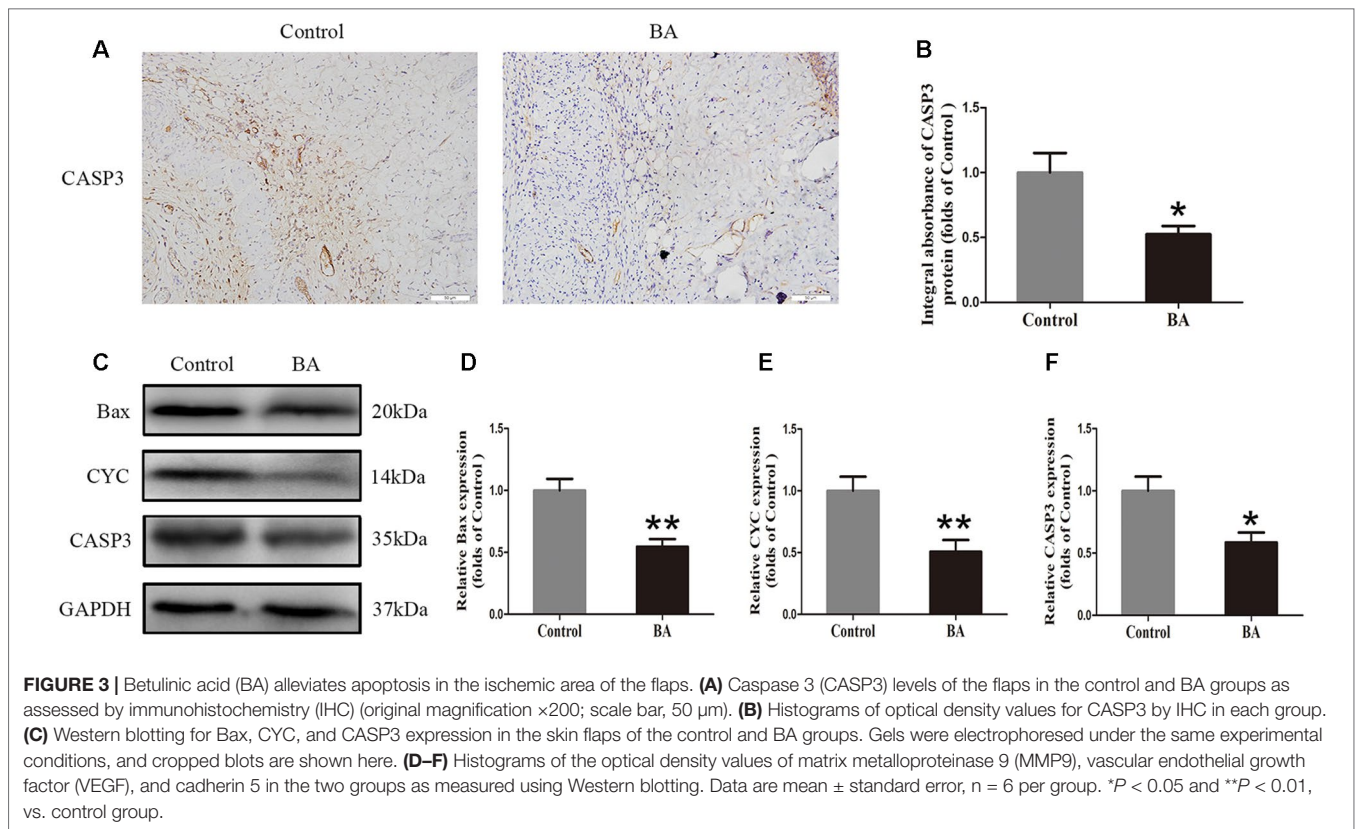 Control
BA
A
CASP3
50 µm
50 µm
B
Integral absorbance of CASP3
protein (folds of Control)
1.5
1.0
0.5
0.0
*
Control
BA
C
Control
BA
Bax
20kDa
CYC
14kDa
CASP3
35kDa
GAPDH
37kDa
D
Relative Bax expression
(folds of Control )
1.5
1.0
0.5
0.0
**
Control
BA
E
Relative CYC expression
(folds of Control )
1.5
1.0
0.5
0.0
**
Control
BA
F
Relative CASP3 expression
(folds of Control )
1.5
1.0
0.5
0.0
*
Control
BA
FIGURE 3 | Betulinic acid (BA) alleviates apoptosis in the ischemic area of the flaps. (A) Caspase 3 (CASP3) levels of the flaps in the control and BA groups as
assessed by immunohistochemistry (IHC) (original magnification ×200; scale bar, 50 µm). (B) Histograms of optical density values for CASP3 by IHC in each group.
(C) Western blotting for Bax, CYC, and CASP3 expression in the skin flaps of the control and BA groups. Gels were electrophoresed under the same experimental
conditions, and cropped blots are shown here. (D–F) Histograms of the optical density values of matrix metalloproteinase 9 (MMP9), vascular endothelial growth
factor (VEGF), and cadherin 5 in the two groups as measured using Western blotting. Data are mean ± standard error, n = 6 per group. *P < 0.05 and **P < 0.01,
vs. control group.